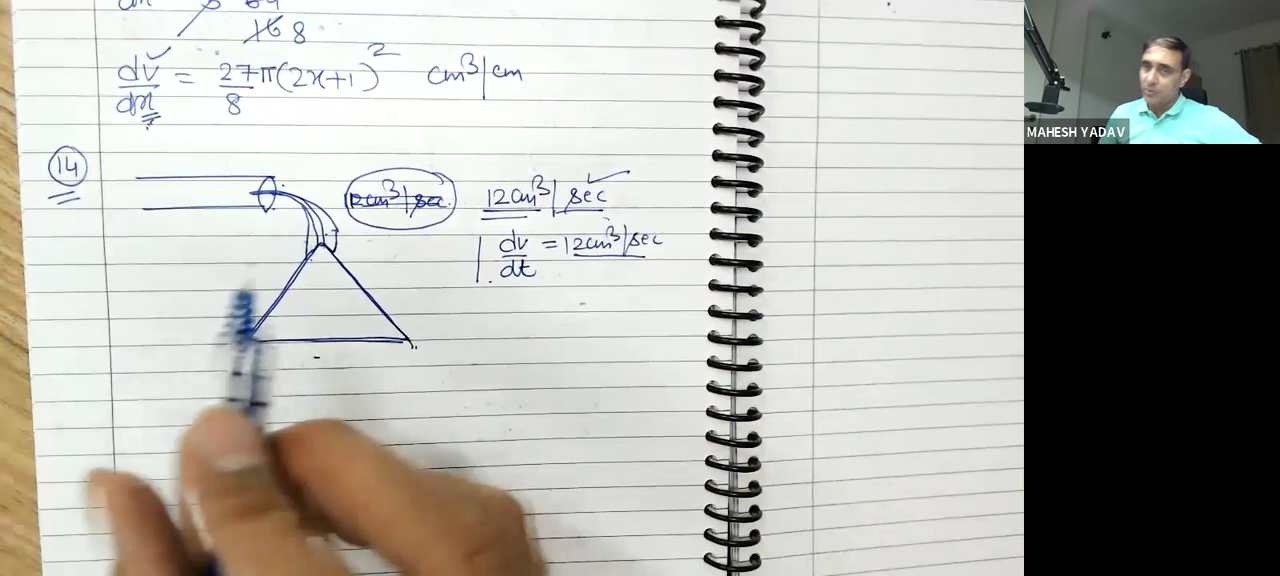 dv/dx = 27/8 π(2x+1)² cm³|cm
8
14
12cm³|sec 12cm³|sec
dv/dt = 12cm³|sec
MAHESH YADAV